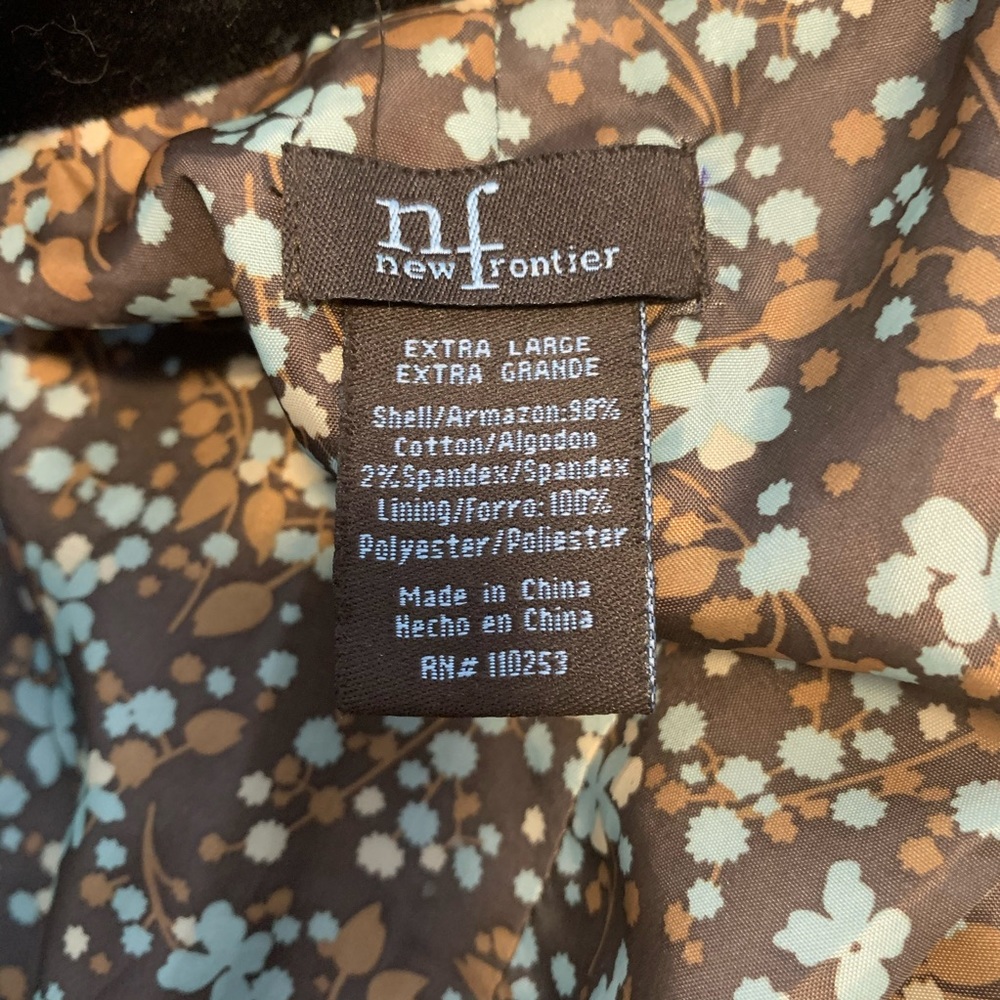 nf
new frontier
EXTRA LARGE
EXTRA GRANDE
Shell/Armazon:98%
Cotton/Algodon
2%Spandex/Spandex
Lining/Forro:100%
Polyester/Poliester
Made in China
Hecho en China
RN# 110253